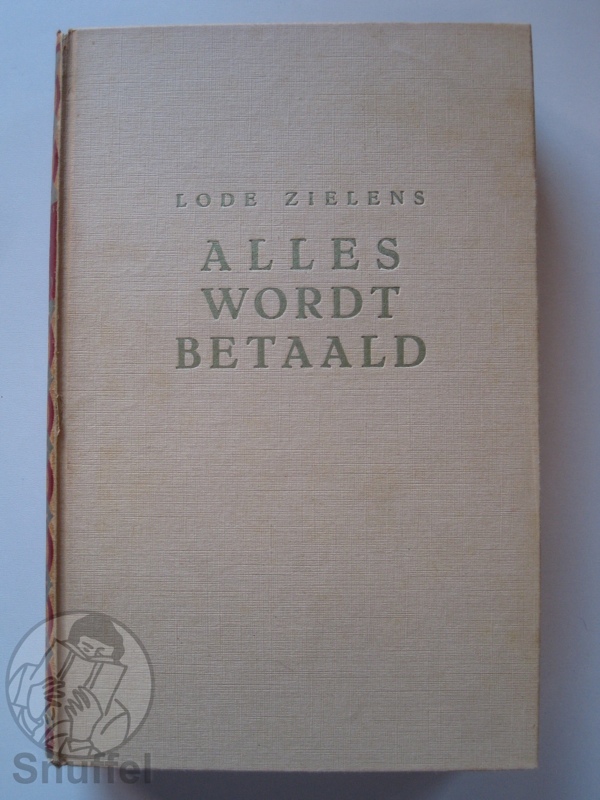 LODE ZIELENS
ALLES
WORDT
BETAALD
Snuffel